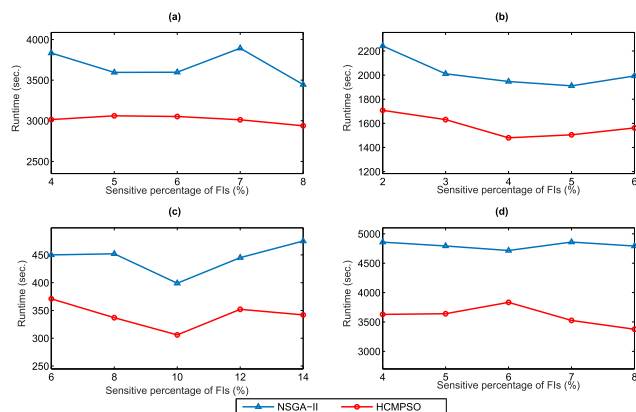 (a)
4000
3500
3000
2500
Runtime (sec.)
4 5 6 7 8
Sensitive percentage of FIs (%)
(b)
2200
2000
1800
1600
1400
1200
Runtime (sec.)
2 3 4 5 6
Sensitive percentage of FIs (%)
(c)
450
350
300
250
Runtime (sec.)
6 8 10 12 14
Sensitive percentage of FIs (%)
(d)
5000
4500
4000
3500
3000
Runtime (sec.)
4 5 6 7 8
Sensitive percentage of FIs (%)
NSGA-II HCMPSO